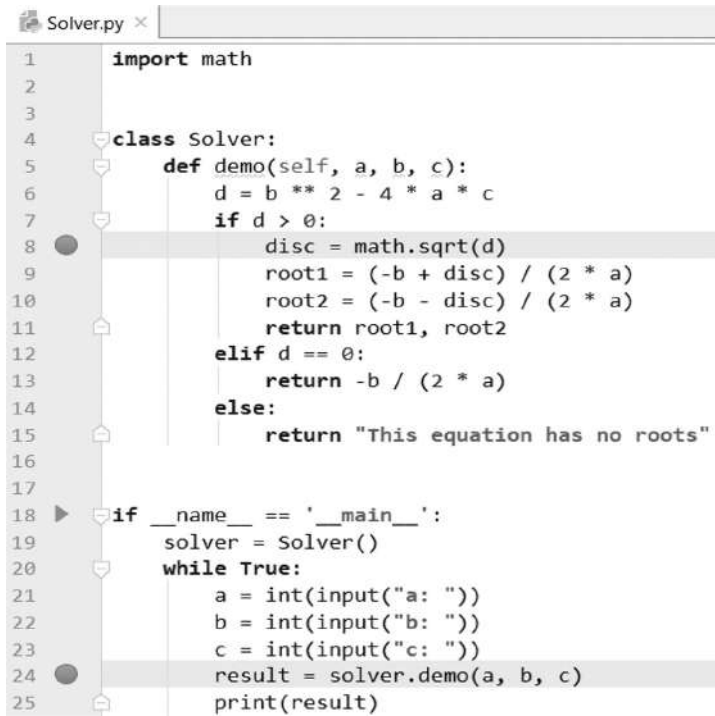 Solver.py ×
1 import math
2
3
4 class Solver:
5     def demo(self, a, b, c):
6         d = b ** 2 - 4 * a * c
7         if d > 0:
8             disc = math.sqrt(d)
9             root1 = (-b + disc) / (2 * a)
10             root2 = (-b - disc) / (2 * a)
11             return root1, root2
12         elif d == 0:
13             return -b / (2 * a)
14         else:
15             return "This equation has no roots"
16
17
18 if __name__ == '__main__':
19     solver = Solver()
20     while True:
21         a = int(input("a: "))
22         b = int(input("b: "))
23         c = int(input("c: "))
24         result = solver.demo(a, b, c)
25         print(result)